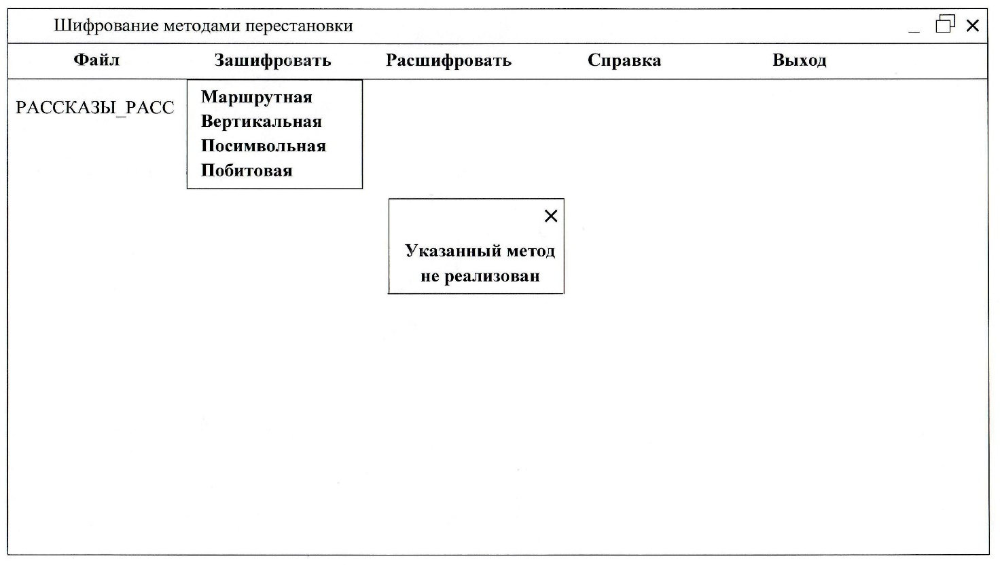 Шифрование методами перестановки
Файл Зашифровать Расшифровать Справка Выход
РАССКАЗЫ_РАСС
Маршрутная
Вертикальная
Посимвольная
Побитовая
Указанный метод
не реализован